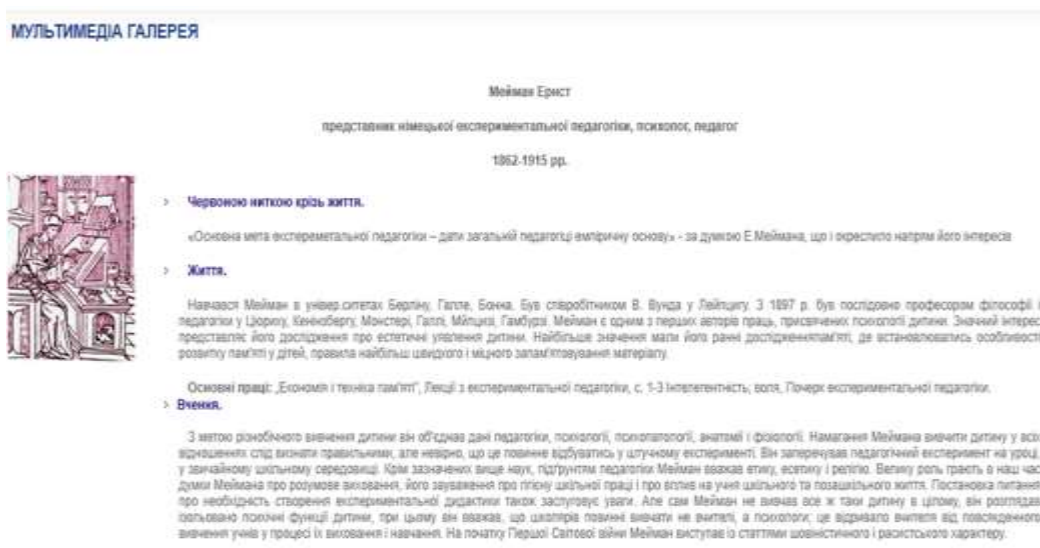 МУЛЬТИМЕДІА ГАЛЕРЕЯ
Мейман Ернст
представник німецької експериментальної педагогіки, психолог, педагог
1862-1915 рр.
> Червоною ниткою крізь життя.
«Основна мета експереметальної педагогіки – дати загальній педагогіці емпіричну основу» - за думкою Е.Меймана, що і окреслило напрям його інтересів
> Життя.
Навчався Мейман в універ.ситетах Берліну, Галле, Бонна. Був співробітником В. Вунда у Лейпцигу. З 1897 р. був послідовно професором філософії і
педагогіки у Цюриху, Кенінсберґу, Монстері, Галлі, Мйпцизі, Гамбурзі. Мейман є одним з перших авторів праць, присвячених психології дитини. Значний інтерес
представляє його дослідження про естетичні уявлення дитини. Найбільше значення мали його ранні дослідженняпам'яті, де встановлювались особливості
розвитку пам'яті у дітей, правила найбільш швидкого і міцного запам'ятовування матеріалу.
Основні праці: „Економія і техніка пам'яті", Лекції з експериментальної педагогіки, с. 1-3 Інтелегентність, воля, Почерк експериментальної педагогіки.
> Вчення.
З метою різнобічного вивчення дитини він об'єднав дані педагогіки, психології, психопатології, анатомії і фізіології. Намагання Меймана вивчити дитину у всіх
відношеннях слід визнати правильними, але невірно, що це повинне відбуватись у штучному експерименті. Він заперечував педагогічний експеримент на уроці,
у звичайному шкільному середовищі. Крім зазначених вище наук, підґрунтям педагогіки Мейман вважав етику, есетику і релігію. Велику роль грають в наш час
думки Меймана про розумове виховання, його зауваження про гігієну шкільної праці і про вплив на учня шкільного та позашкільного життя. Постановка питання
про необхідність створення експериментальної дидактики також заслуговує уваги. Але сам Мейман не вивчав все ж таки дитину в цілому, він розглядав
ізольовано психічні функції дитини, при цьому він вважав, що школярів повинні вивчати не вчителі, а психологи; це відривало вчителя від повсякденного
вивчення учнів у процесі їх виховання і навчання. На початку Першої Світової війни Мейман виступає із статтями шовіністичного і расистського характеру.